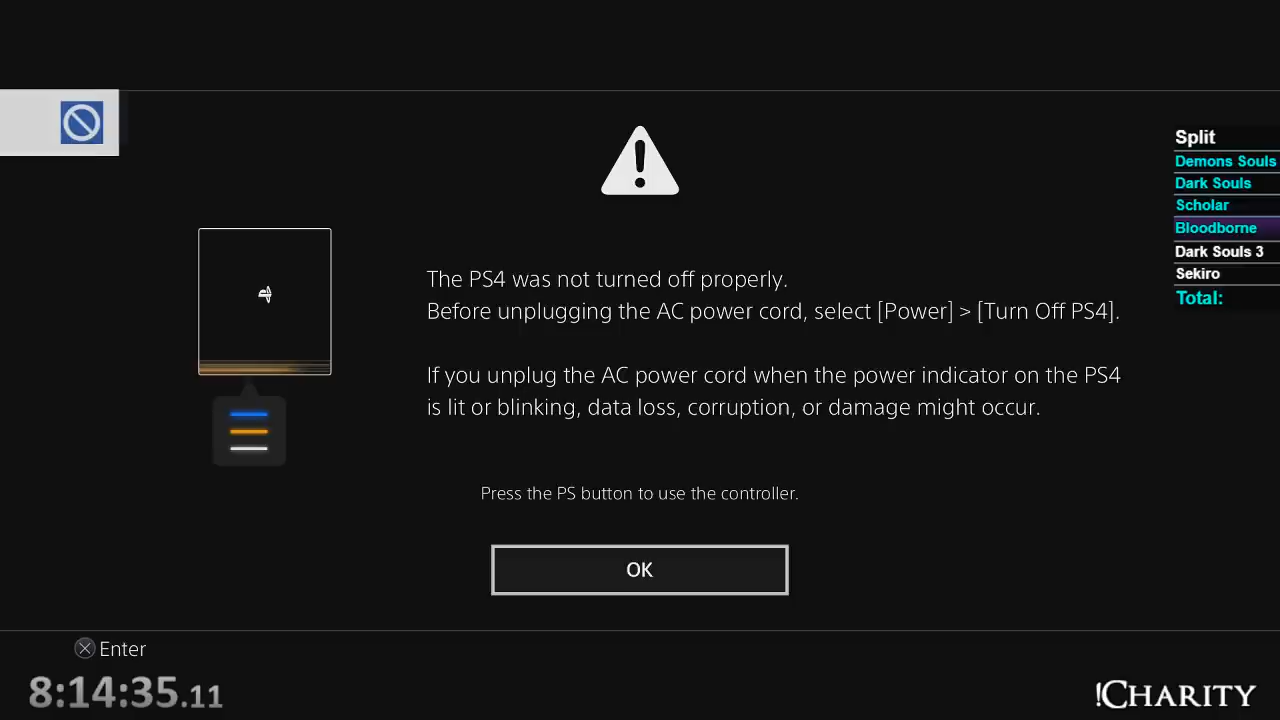 Split
Demons Souls
Dark Souls
Scholar
Bloodborne
Dark Souls 3
Sekiro
Total:
The PS4 was not turned off properly.
Before unplugging the AC power cord, select [Power] > [Turn Off PS4].
If you unplug the AC power cord when the power indicator on the PS4
is lit or blinking, data loss, corruption, or damage might occur.
Press the PS button to use the controller.
OK
Enter
8:14:35.11
!CHARITY